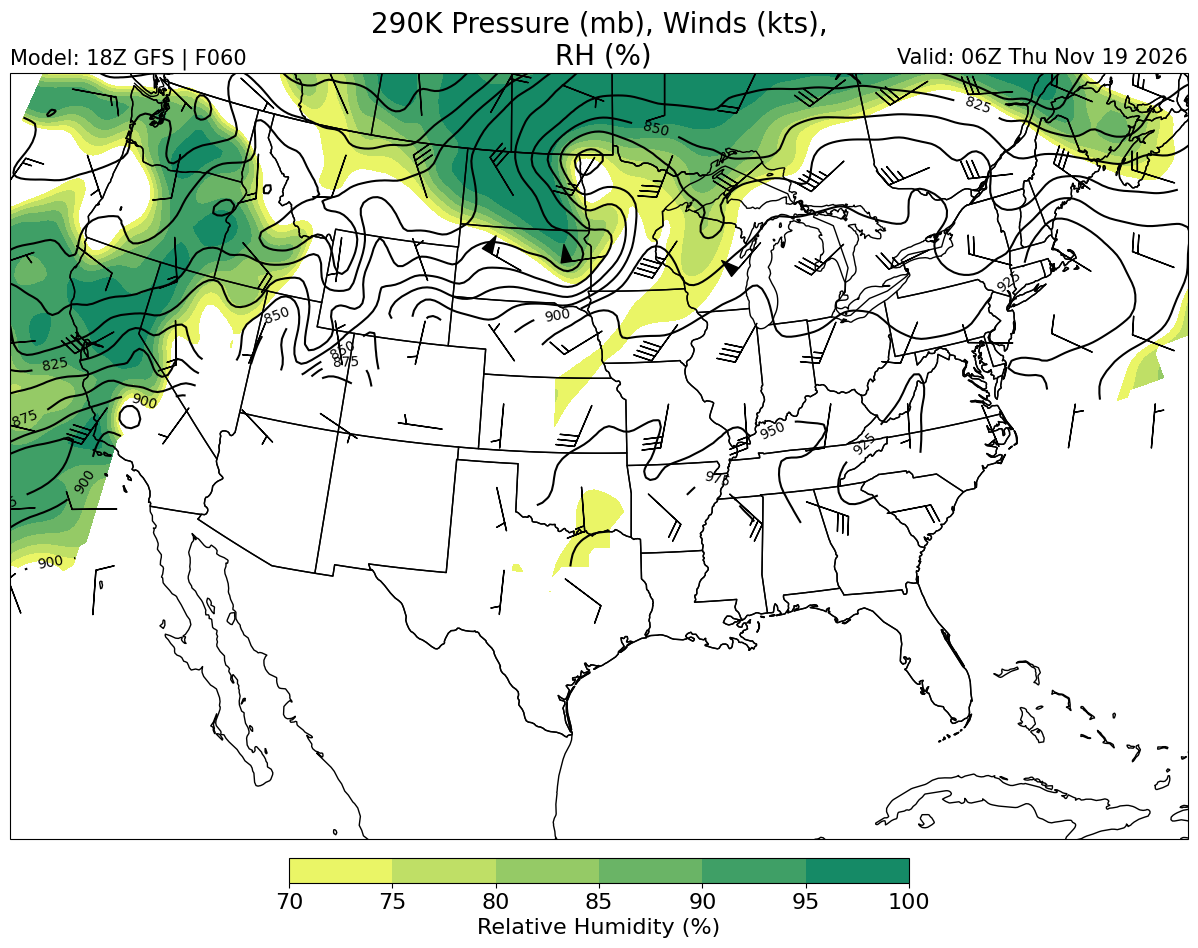 290K Pressure (mb), Winds (kts),
RH (%)
Model: 18Z GFS | F060
Valid: 06Z Thu Nov 19 2026
825
850
925
850
900
850
875
825
900
875
950
925
975
900
900
70 75 80 85 90 95 100
Relative Humidity (%)